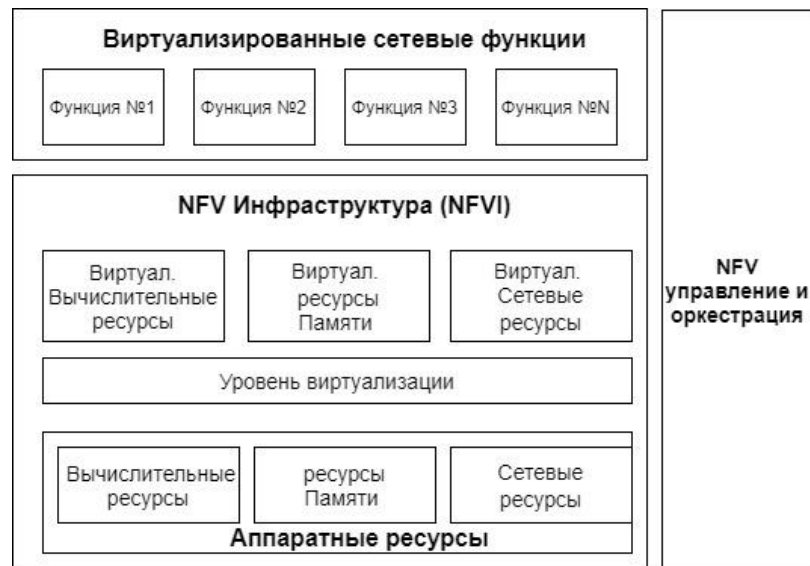 Виртуализированные сетевые функции
Функция №1
Функция №2
Функция №3
Функция №N
NFV Инфраструктура (NFVI)
Виртуал.
Вычислительные
ресурсы
Виртуал.
ресурсы
Памяти
Виртуал.
Сетевые
ресурсы
Уровень виртуализации
Вычислительные
ресурсы
ресурсы
Памяти
Сетевые
ресурсы
Аппаратные ресурсы
NFV
управление и
оркестрация